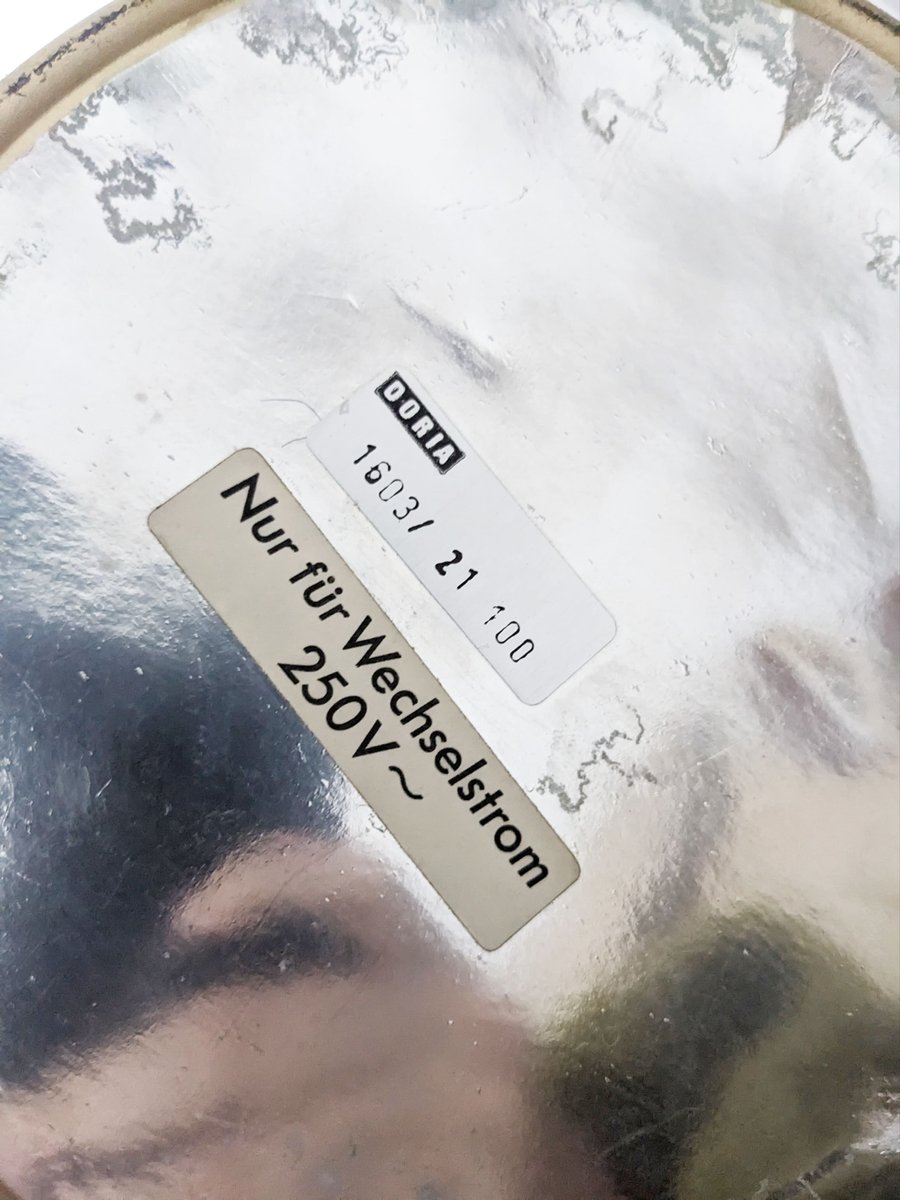 DORIA
1603/ 21 100
Nur für Wechselstrom
250V~